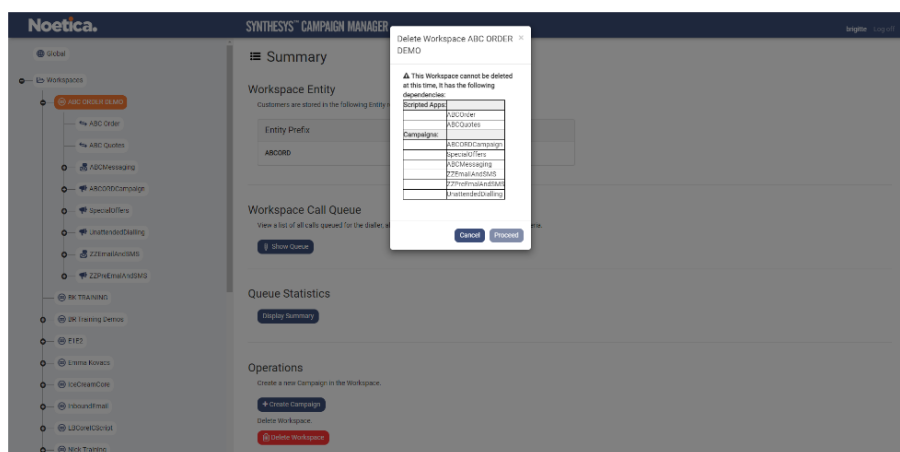 Noetica.
SYNTHESYS™ CAMPAIGN MANAGER
brigitte Log off
Global
Workspaces
ABC ORDER DEMO
ABC Order
ABC Quotes
ABCMessaging
ABCORDCampaign
SpecialOffers
UnattendedDialling
ZZEmailAndSMS
ZZPreEmailAndSMS
BK TRAINING
BR Training Demos
E1E2
Emma Kovacs
IceCreamCore
InboundEmail
Nick Training
Summary
Workspace Entity
Customers are stored in the following Entity
Entity Prefix
ABCORD
Workspace Call Queue
View a list of all calls queued for the dialler,
Show Queue
Queue Statistics
Display Summary
Operations
Create a new Campaign in the Workspace.
+ Create Campaign
Delete Workspace.
Delete Workspace
Delete Workspace ABC ORDER ×
DEMO
This Workspace cannot be deleted
at this time, It has the following
dependencies:
Scripted Apps:
ABCOrder
ABCQuotes
Campaigns:
ABCORDCampaign
SpecialOffers
ABCMessaging
ZZEmailAndSMS
ZZPreEmailAndSMS
UnattendedDialling
Cancel Proceed